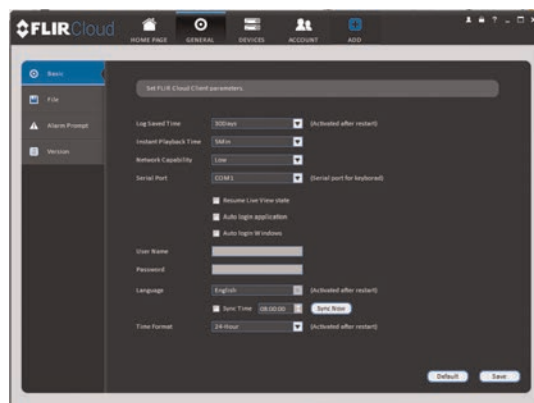 FLIR Cloud
HOME PAGE GENERAL DEVICES ACCOUNT ADD
Basic
File
Alarm Prompt
Version
Set FLIR Cloud Client parameters.
Log Saved Time 30Days (Activated after restart)
Instant Playback Time 5Min
Network Capability Low
Serial Port COM1 (Serial port for keybored)
Resume Live View state
Auto login application
Auto login Windows
User Name
Password
Language English (Activated after restart)
Sync Time 08:00:00 Sync Now
Time Format 24-hour (Activated after restart)
Default Save